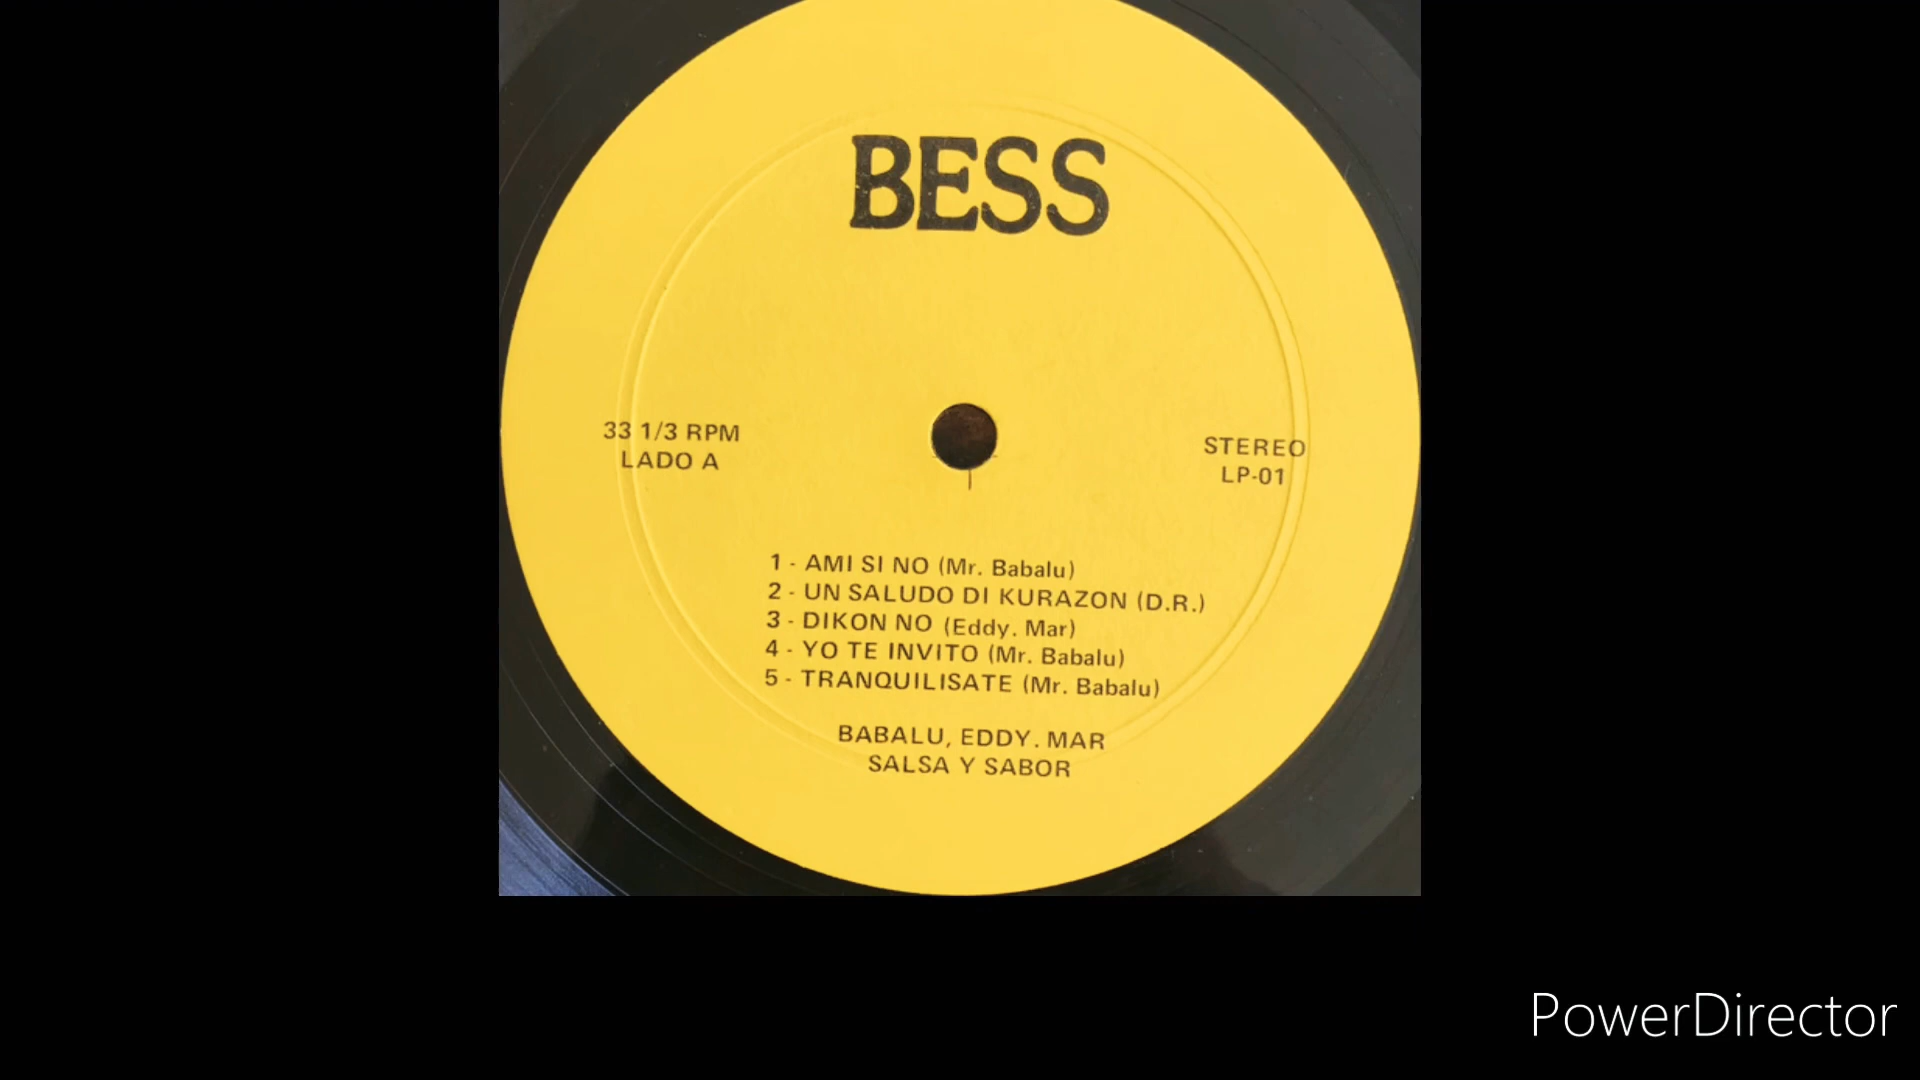 BESS
33 1/3 RPM
LADO A
STEREO
LP-01
1 - AMI SI NO (Mr. Babalu)
2 - UN SALUDO DI KURAZON (D.R.)
3 - DIKON NO (Eddy. Mar)
4 - YO TE INVITO (Mr. Babalu)
5 - TRANQUILISATE (Mr. Babalu)
BABALU, EDDY. MAR
SALSA Y SABOR
PowerDirector